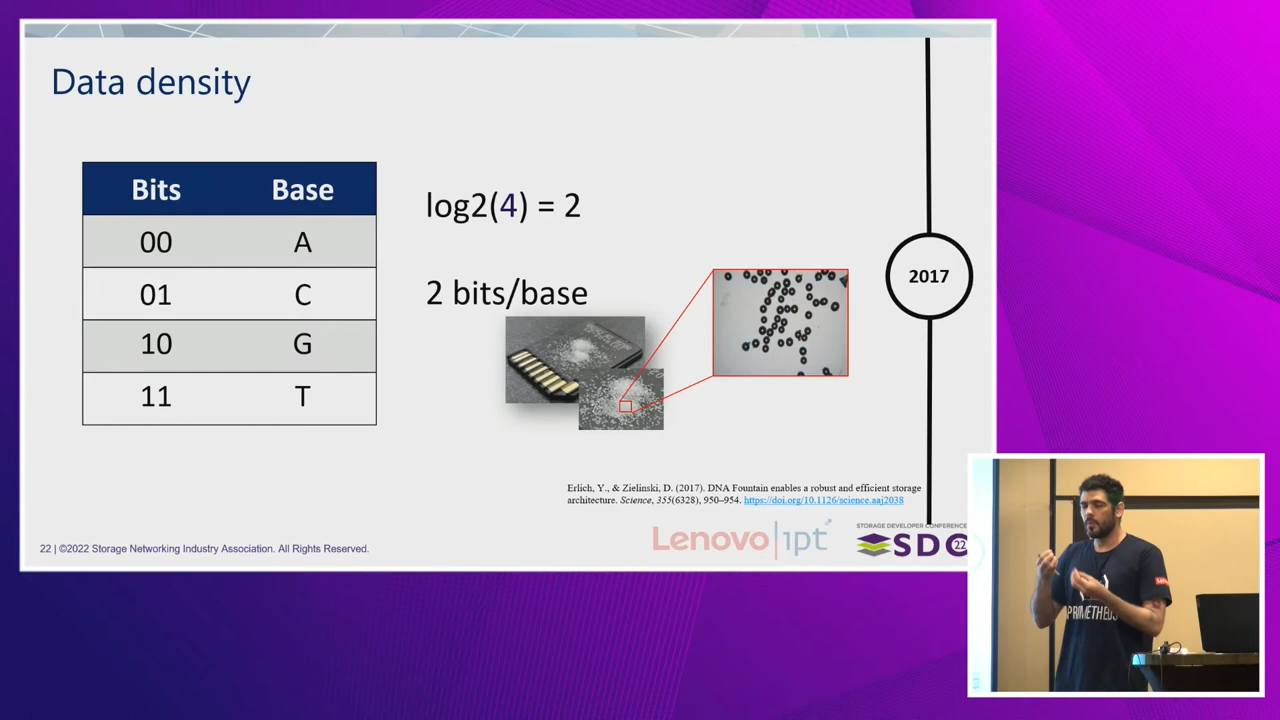 Data density
Bits Base
00 A
01 C
10 G
11 T
log2(4) = 2
2 bits/base
2017
Erlich, Y., & Zielinski, D. (2017). DNA Fountain enables a robust and efficient storage
architecture. Science, 355(6328), 950–954. https://doi.org/10.1126/science.aaj2038
22 | ©2022 Storage Networking Industry Association. All Rights Reserved.
Lenovo | ipt
STORAGE DEVELOPER CONFERENCE
SDC 22
PROMETHEUS